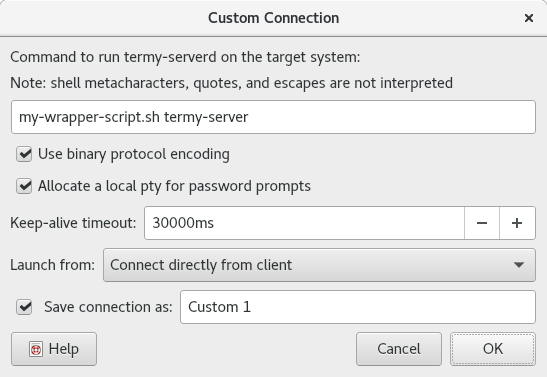 Custom Connection
Command to run termy-serverd on the target system:
Note: shell metacharacters, quotes, and escapes are not interpreted
my-wrapper-script.sh termy-server
Use binary protocol encoding
Allocate a local pty for password prompts
Keep-alive timeout: 30000ms
Launch from: Connect directly from client
Save connection as: Custom 1
Help Cancel OK